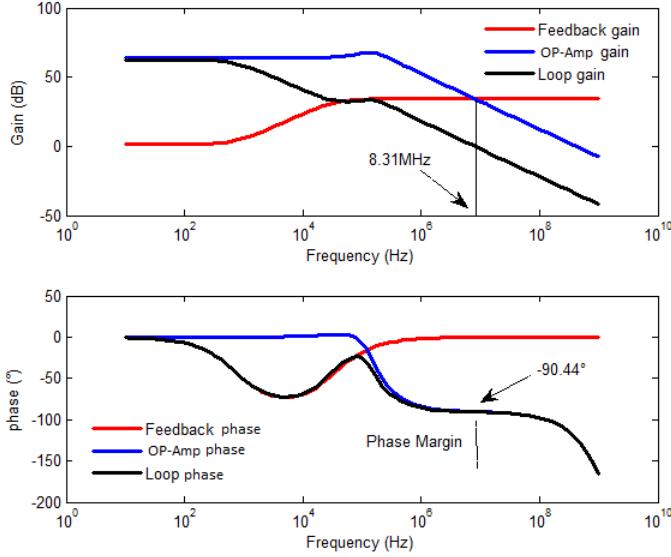 100
50
0
-50
Gain (dB)
Feedback gain
OP-Amp gain
Loop gain
8.31MHz
10^0
10^2
10^4
10^6
10^8
10^10
Frequency (Hz)
50
0
-50
-100
-150
-200
phase (°)
-90.44°
Phase Margin
Feedback phase
OP-Amp phase
Loop phase
10^0
10^2
10^4
10^6
10^8
10^10
Frequency (Hz)